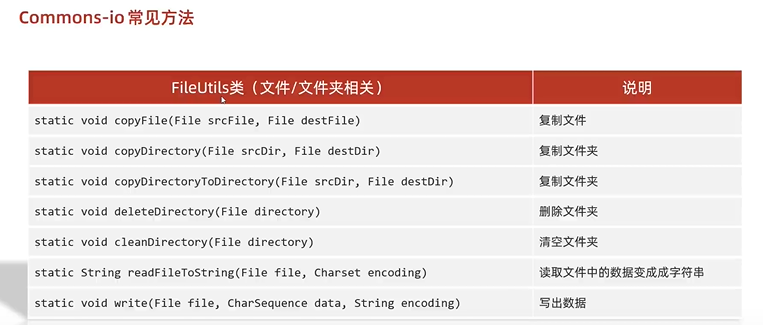 Commons-io 常见方法
FileUtils类（文件/文件夹相关） 说明
static void copyFile(File srcFile, File destFile) 复制文件
static void copyDirectory(File srcDir, File destDir) 复制文件夹
static void copyDirectoryToDirectory(File srcDir, File destDir) 复制文件夹
static void deleteDirectory(File directory) 删除文件夹
static void cleanDirectory(File directory) 清空文件夹
static String readFileToString(File file, Charset encoding) 读取文件中的数据变成成字符串
static void write(File file, CharSequence data, String encoding) 写出数据